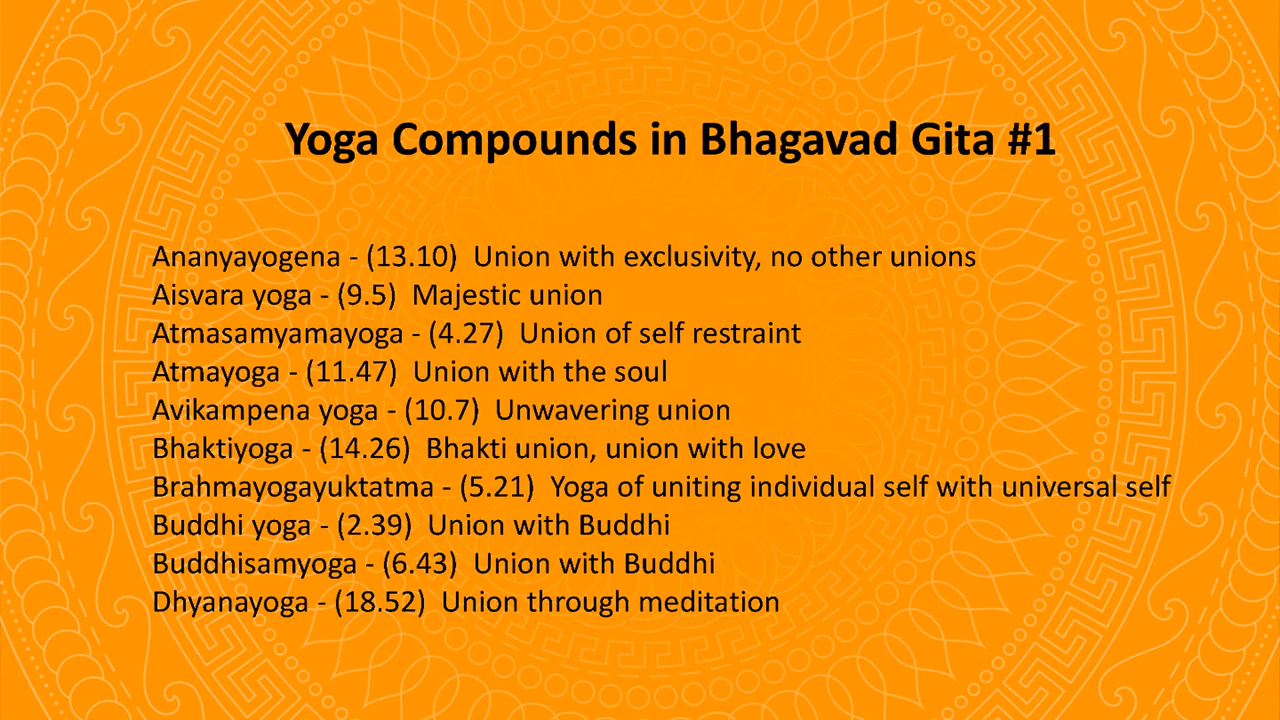 Yoga Compounds in Bhagavad Gita #1
Ananyayogena - (13.10)  Union with exclusivity, no other unions
Aisvara yoga - (9.5)  Majestic union
Atmasamyamayoga - (4.27)  Union of self restraint
Atmayoga - (11.47)  Union with the soul
Avikampena yoga - (10.7)  Unwavering union
Bhaktiyoga - (14.26)  Bhakti union, union with love
Brahmayogayuktatma - (5.21)  Yoga of uniting individual self with universal self
Buddhi yoga - (2.39)  Union with Buddhi
Buddhisamyoga - (6.43)  Union with Buddhi
Dhyanayoga - (18.52)  Union through meditation